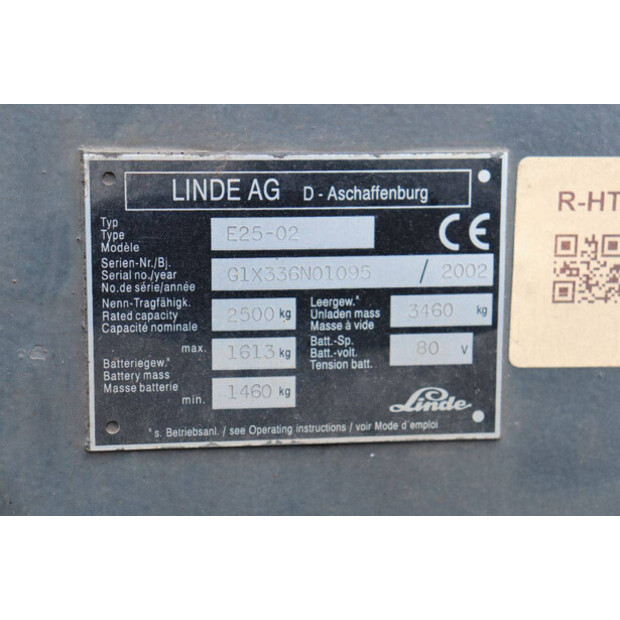 LINDE AG D - Aschaffenburg
Typ
Type
Modèle
E25-02
CE
Serien-Nr./Bj.
Serial no./year
No. de série/année
G1X336N01095 / 2002
Nenn-Tragfähigk.
Rated capacity
Capacité nominale
2500 kg
Leergew.*
Unladen mass
Masse à vide
3460 kg
Batteriegew.*
Battery mass
Masse batterie
max. 1613 kg
min. 1460 kg
Batt.-Sp.
Batt.-volt.
Tension batt.
80 V
Linde
* s. Betriebsanl. / see Operating instructions / voir Mode d'emploi
R-HT